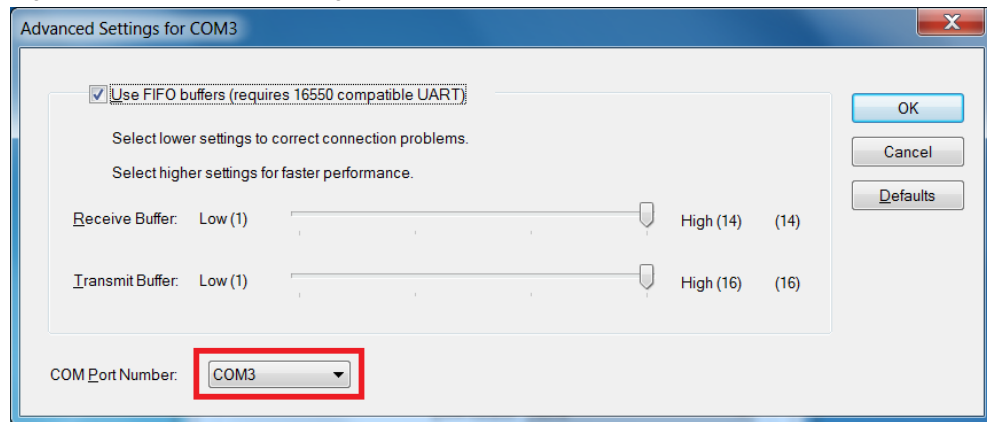 Advanced Settings for COM3
X
Use FIFO buffers (requires 16550 compatible UART)
OK
Select lower settings to correct connection problems.
Cancel
Select higher settings for faster performance.
Defaults
Receive Buffer: Low (1) High (14) (14)
Transmit Buffer: Low (1) High (16) (16)
COM Port Number: COM3